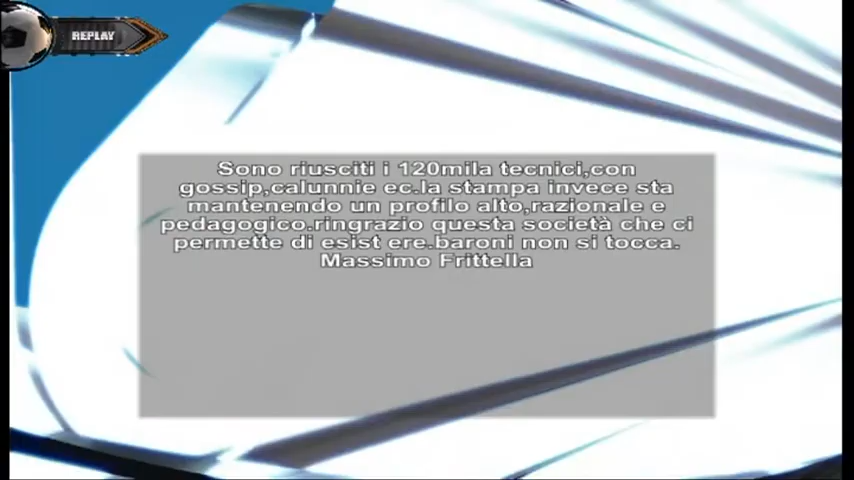 REPLAY
Sono riusciti i 120mila tecnici,con
gossip,calunnie ec.la stampa invece sta
mantenendo un profilo alto,razionale e
pedagogico.ringrazio questa società che ci
permette di esist ere.baroni non si tocca.
Massimo Frittella